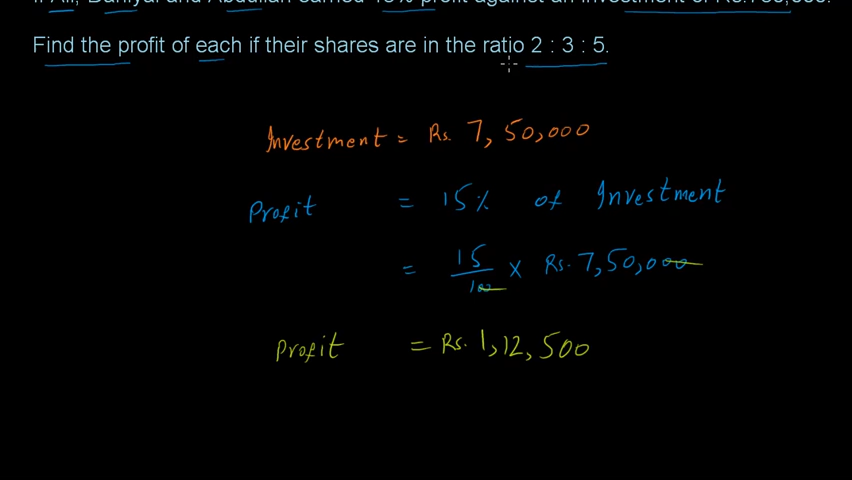 Find the profit of each if their shares are in the ratio 2 : 3 : 5.
Investment = Rs. 7,50,000
Profit = 15% of Investment
= 15/100 × Rs. 7,50,000
Profit = Rs. 1,12,500